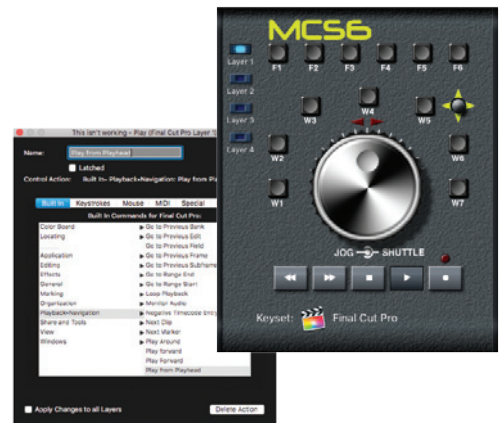 MCS6
Layer 1
Layer 2
Layer 3
Layer 4
F1 F2 F3 F4 F5 F6
W4
W3 W5
W2 W6
W1 W7
JOG SHUTTLE
Keyset: Final Cut Pro
This isn't working - Play (Final Cut Pro Layer 1)
Name: Play from Playhead
Latched
Control Action: Built In- Playback+Navigation: Play from
Built In Keystrokes Mouse MIDI Special
Built In Commands for Final Cut Pro:
Color Board
Locating
Application
Editing
Effects
General
Marking
Organization
Playback+Navigation
Share and Tools
View
Windows
Go to Previous Bank
Go to Previous Edit
Go to Previous Field
Go to Previous Frame
Go to Previous Subframe
Go to Range End
Go to Range Start
Loop Playback
Monitor Audio
Negative Timecode Entry
Next Clip
Next Marker
Play Around
Play forward
Play Forward
Play from Playhead
Apply Changes to all Layers
Delete Action